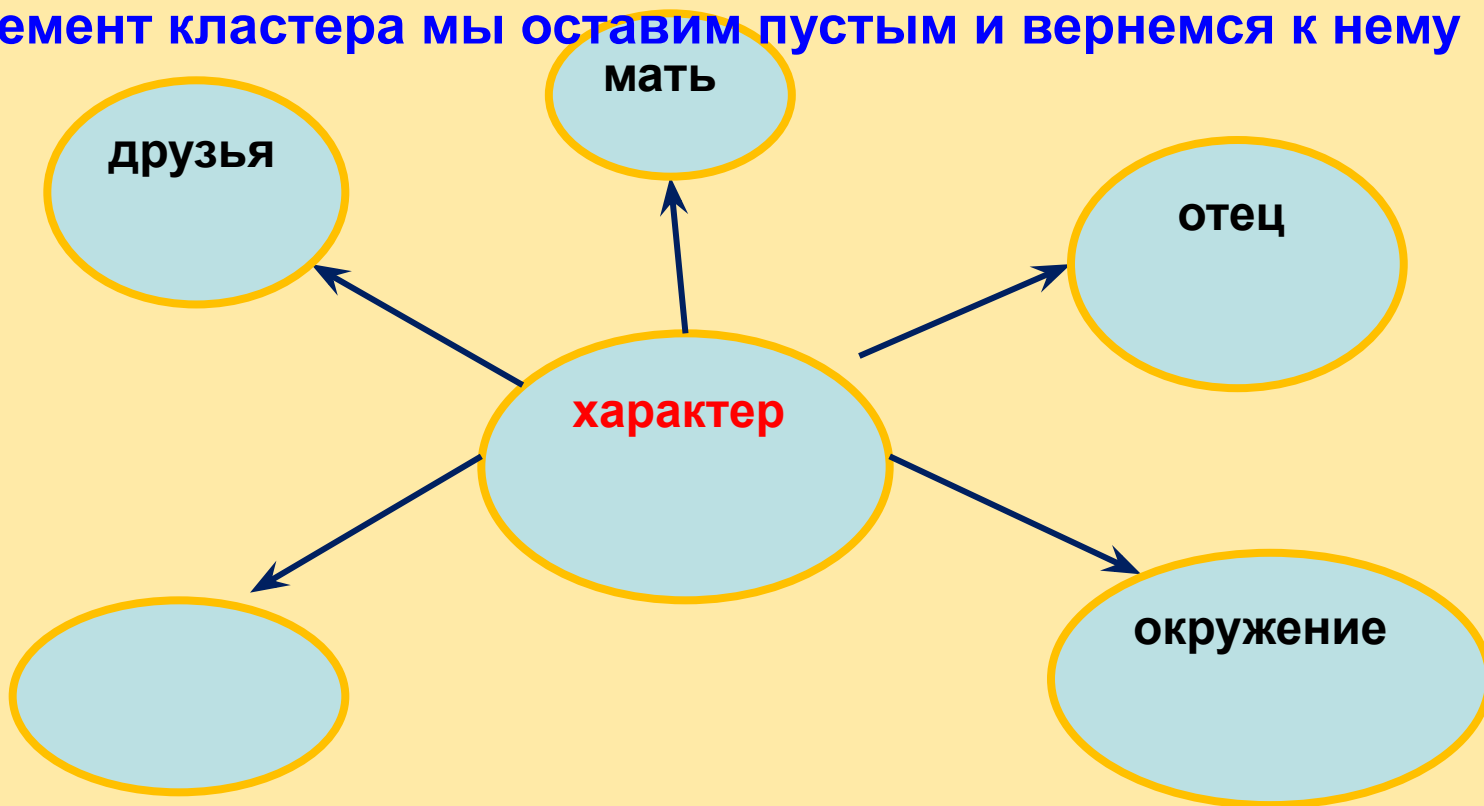 емент кластера мы оставим пустым и вернемся к нему
мать
друзья
отец
характер
окружение